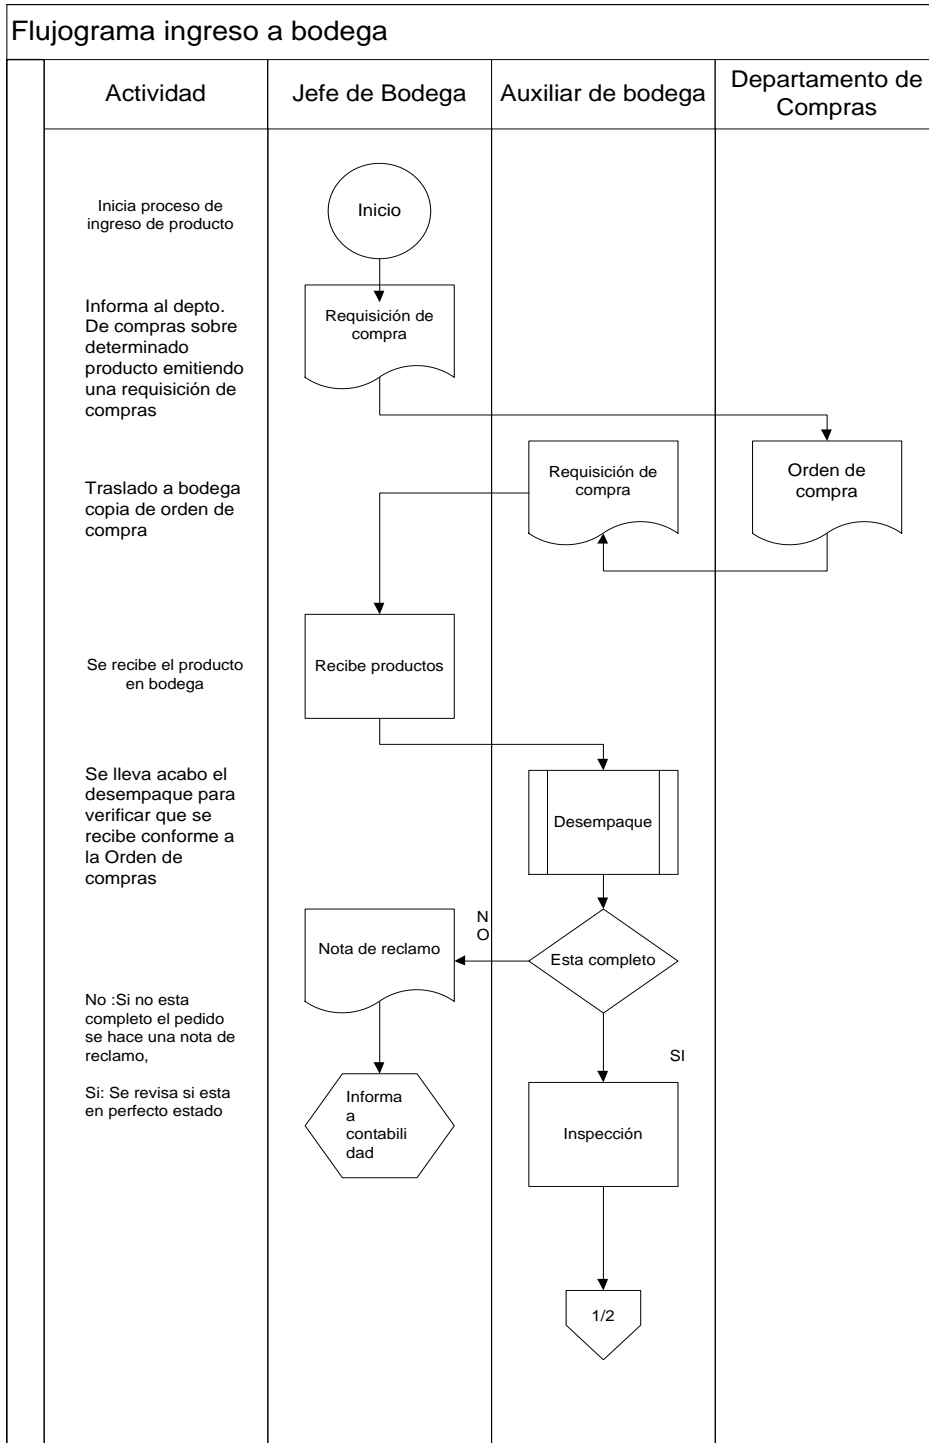 Flujograma ingreso a bodega
Actividad
Jefe de Bodega
Auxiliar de bodega
Departamento de
Compras
Inicia proceso de
ingreso de producto
Inicio
Informa al depto.
De compras sobre
determinado
producto emitiendo
una requisición de
compras
Requisición de
compra
Traslado a bodega
copia de orden de
compra
Requisición de
compra
Orden de
compra
Se recibe el producto
en bodega
Recibe productos
Se lleva acabo el
desempaque para
verificar que se
recibe conforme a
la Orden de
compras
Desempaque
Nota de reclamo
N
O
Esta completo
No :Si no esta
completo el pedido
se hace una nota de
reclamo,
Si: Se revisa si esta
en perfecto estado
Informa
a
contabili
dad
SI
Inspección
1/2